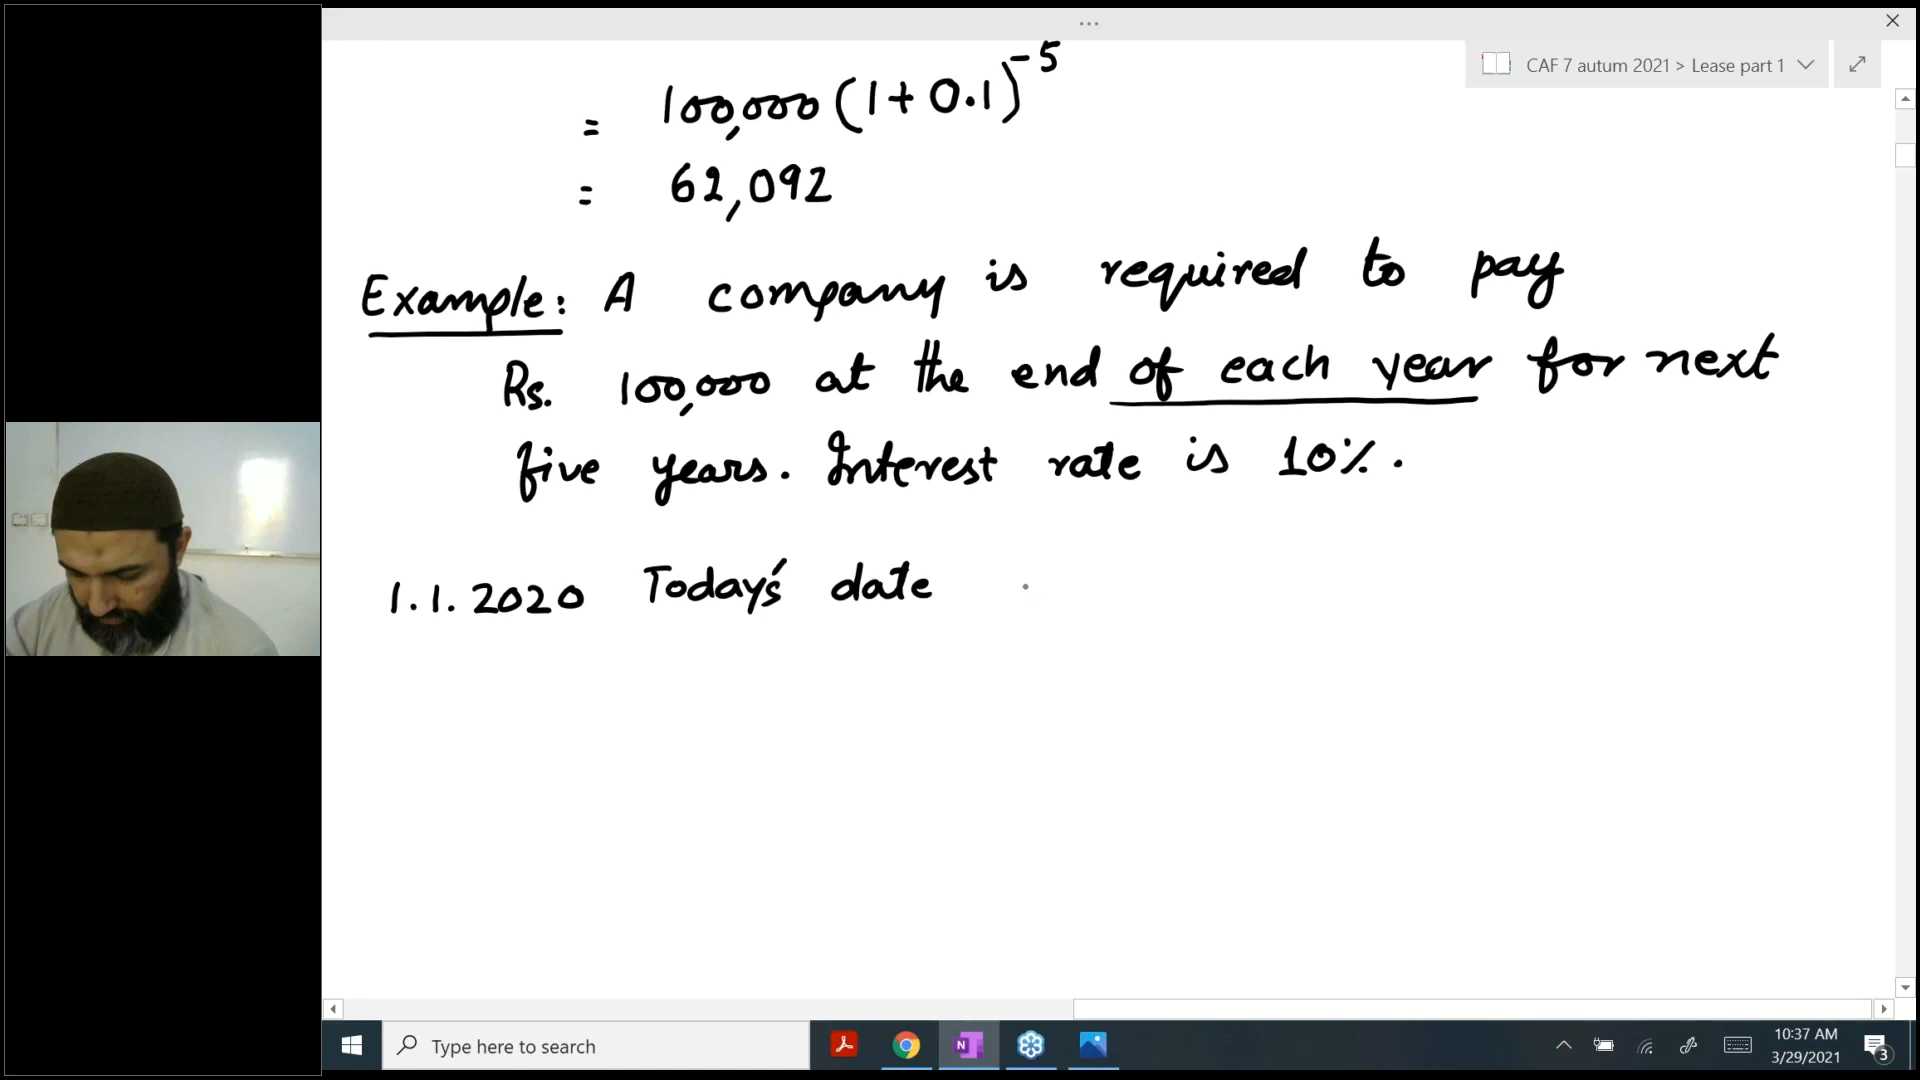 CAF 7 autum 2021 > Lease part 1
= 100,000 (1+0.1)^-5
= 62,092
Example: A company is required to pay
Rs. 100,000 at the end of each year for next
five years. Interest rate is 10%.
1.1.2020 Today's date
Type here to search
10:37 AM
3/29/2021
3